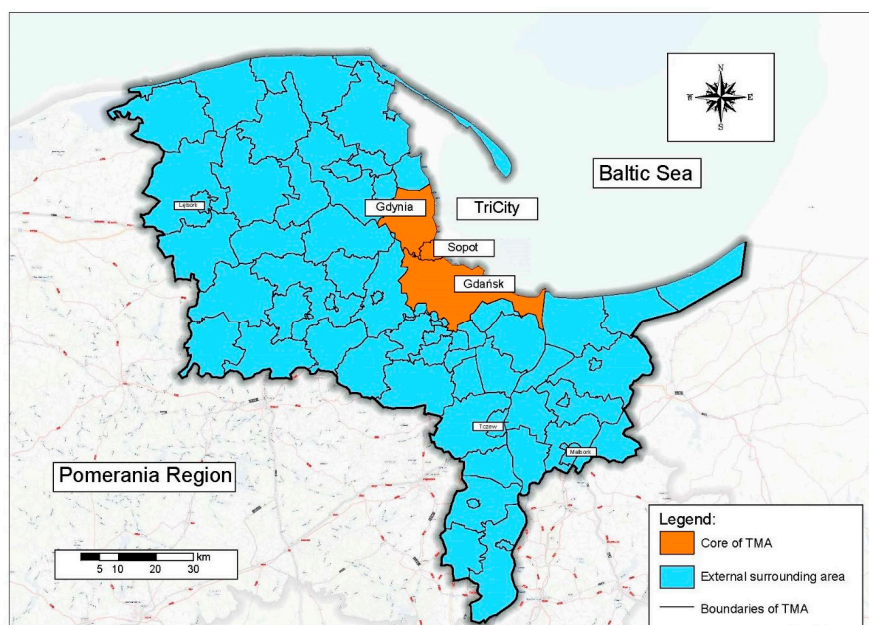 N
W E
S
Baltic Sea
Gdynia
TriCity
Lębork
Sopot
Gdańsk
Tczew
Malbork
Pomerania Region
km
5 10 20 30
Legend:
Core of TMA
External surrounding area
Boundaries of TMA